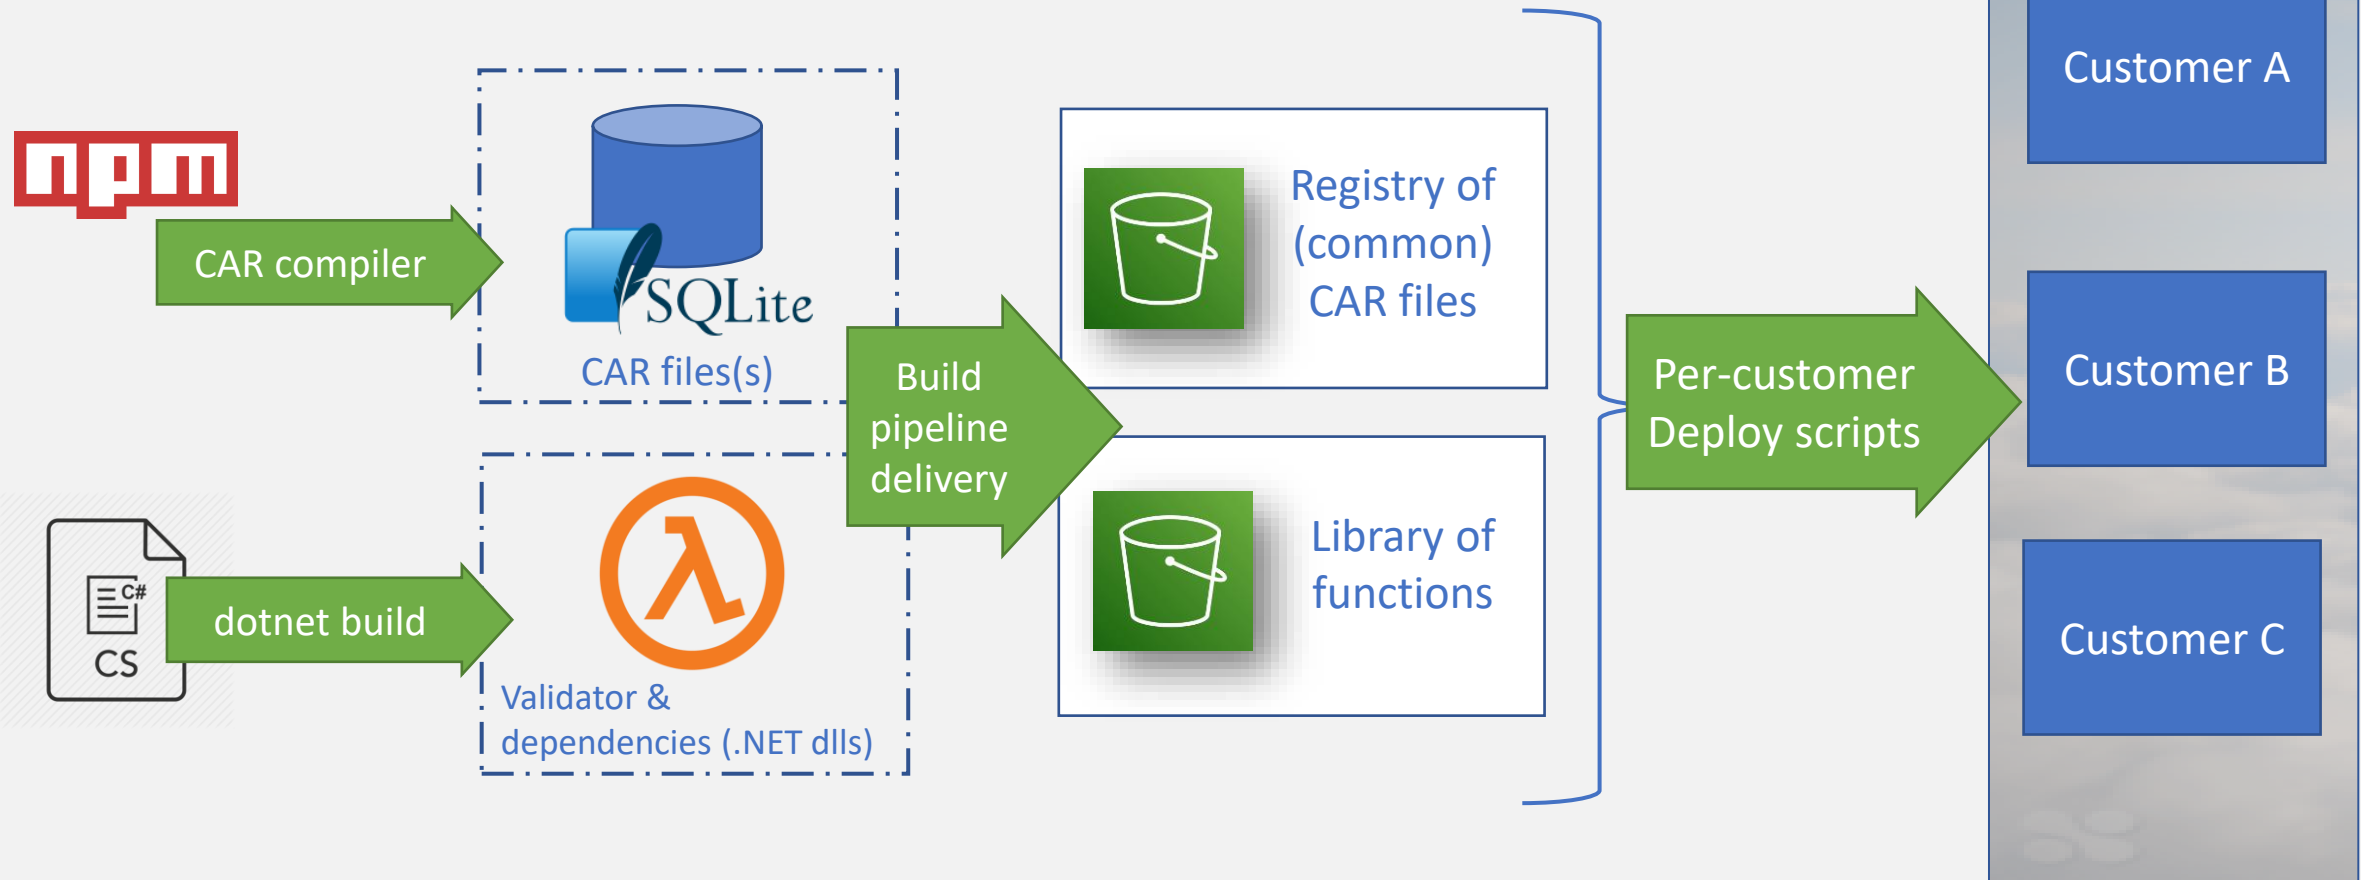 npm
CAR compiler
SQLite
CAR files(s)
C#
CS
dotnet build
Validator &
dependencies (.NET dlls)
Build
pipeline
delivery
Registry of
(common)
CAR files
Library of
functions
Per-customer
Deploy scripts
Customer A
Customer B
Customer C